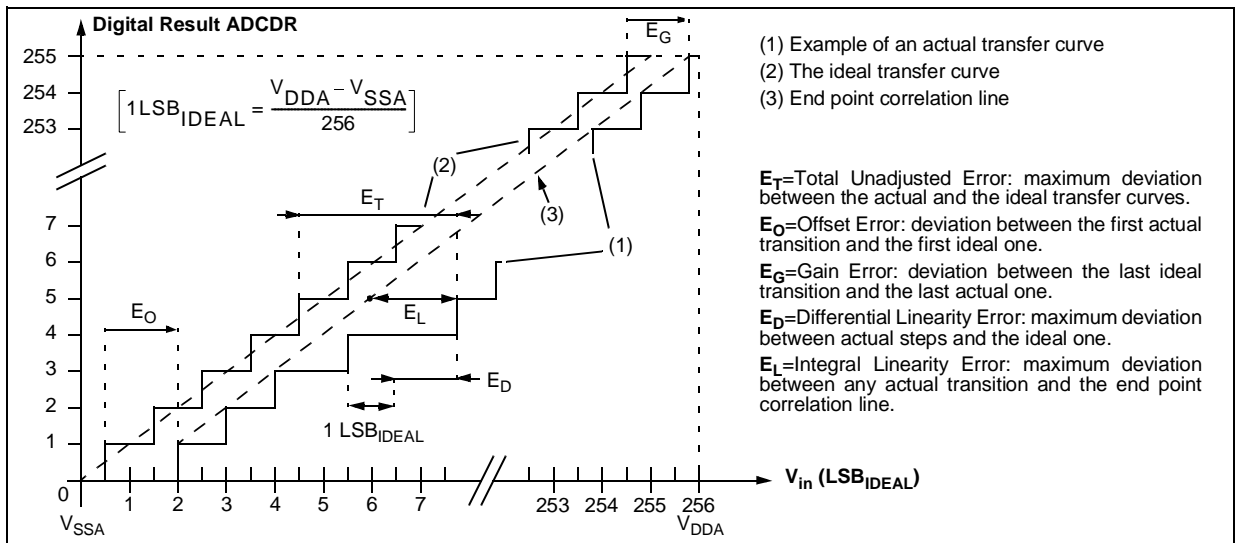 Digital Result ADCDR
E_G
255
254
253
[1LSB_IDEAL = (V_DDA – V_SSA) / 256]
(2)
E_T
(3)
7
6
(1)
5
E_O
E_L
4
3
E_D
2
1 LSB_IDEAL
1
0
1 2 3 4 5 6 7 253 254 255 256
V_in (LSB_IDEAL)
V_SSA
V_DDA
(1) Example of an actual transfer curve
(2) The ideal transfer curve
(3) End point correlation line
(1)
E_T=Total Unadjusted Error: maximum deviation
between the actual and the ideal transfer curves.
E_O=Offset Error: deviation between the first actual
transition and the first ideal one.
E_G=Gain Error: deviation between the last ideal
transition and the last actual one.
E_D=Differential Linearity Error: maximum deviation
between actual steps and the ideal one.
E_L=Integral Linearity Error: maximum deviation
between any actual transition and the end point
correlation line.